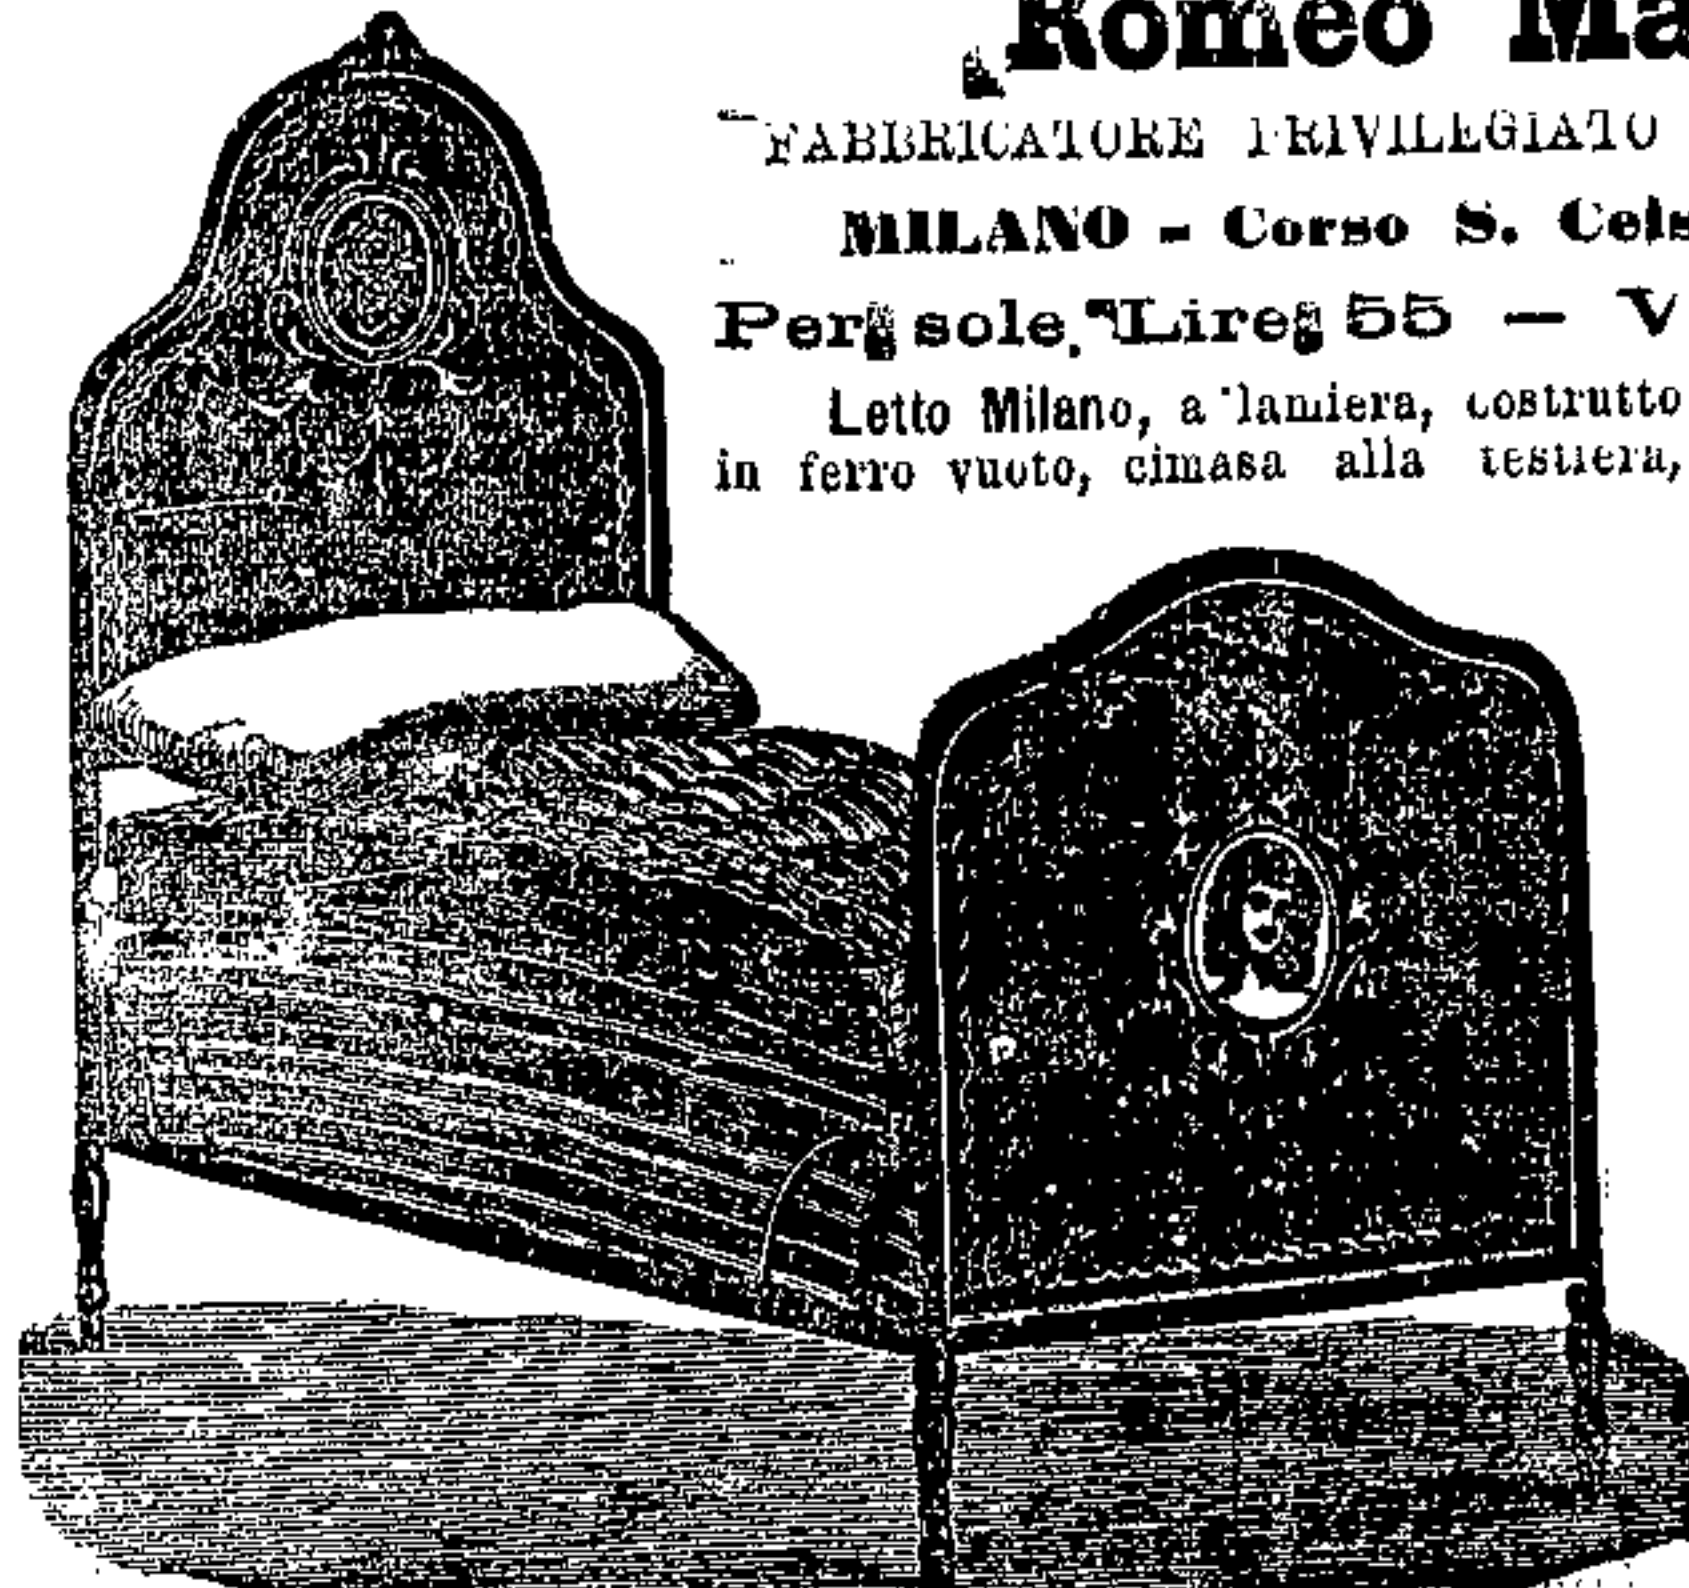 Romeo Ma
FABBRICATORE PRIVILEGIATO
MILANO - Corso S. Cels
Per sole Lire 55 — V
Letto Milano, a lamiera, costrutto
in ferro vuoto, cimasa alla testiera,